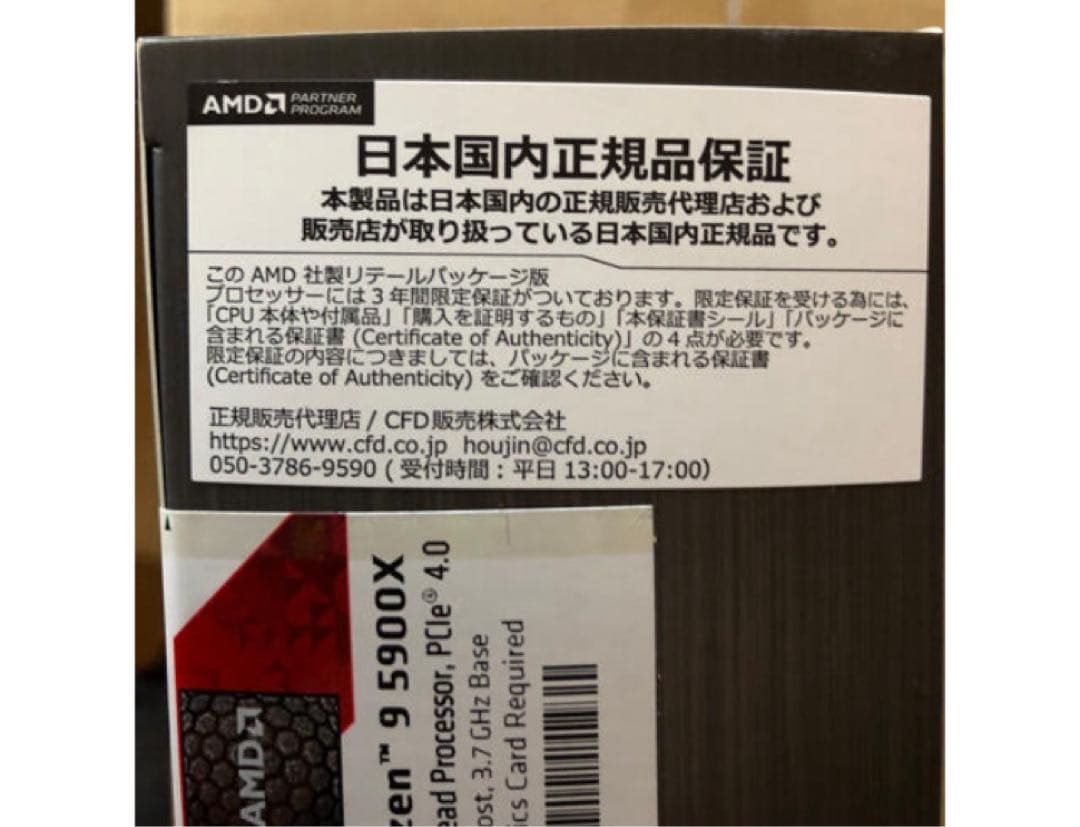 AMD PARTNER PROGRAM
日本国内正規品保証
本製品は日本国内の正規販売代理店および
販売店が取り扱っている日本国内正規品です。
この AMD 社製リテールパッケージ版
プロセッサーには3年間限定保証がついております。限定保証を受ける為には、
「CPU 本体や付属品」「購入を証明するもの」「本保証書シール」「パッケージに
含まれる保証書 (Certificate of Authenticity)」の4点が必要です。
限定保証の内容につきましては、パッケージに含まれる保証書
(Certificate of Authenticity) をご確認ください。
正規販売代理店 / CFD販売株式会社
https://www.cfd.co.jp houjin@cfd.co.jp
050-3786-9590 ( 受付時間:平日 13:00-17:00)
AMD
zen™ 9 5900X
ead Processor, PCIe® 4.0
ost, 3.7 GHz Base
ics Card Required